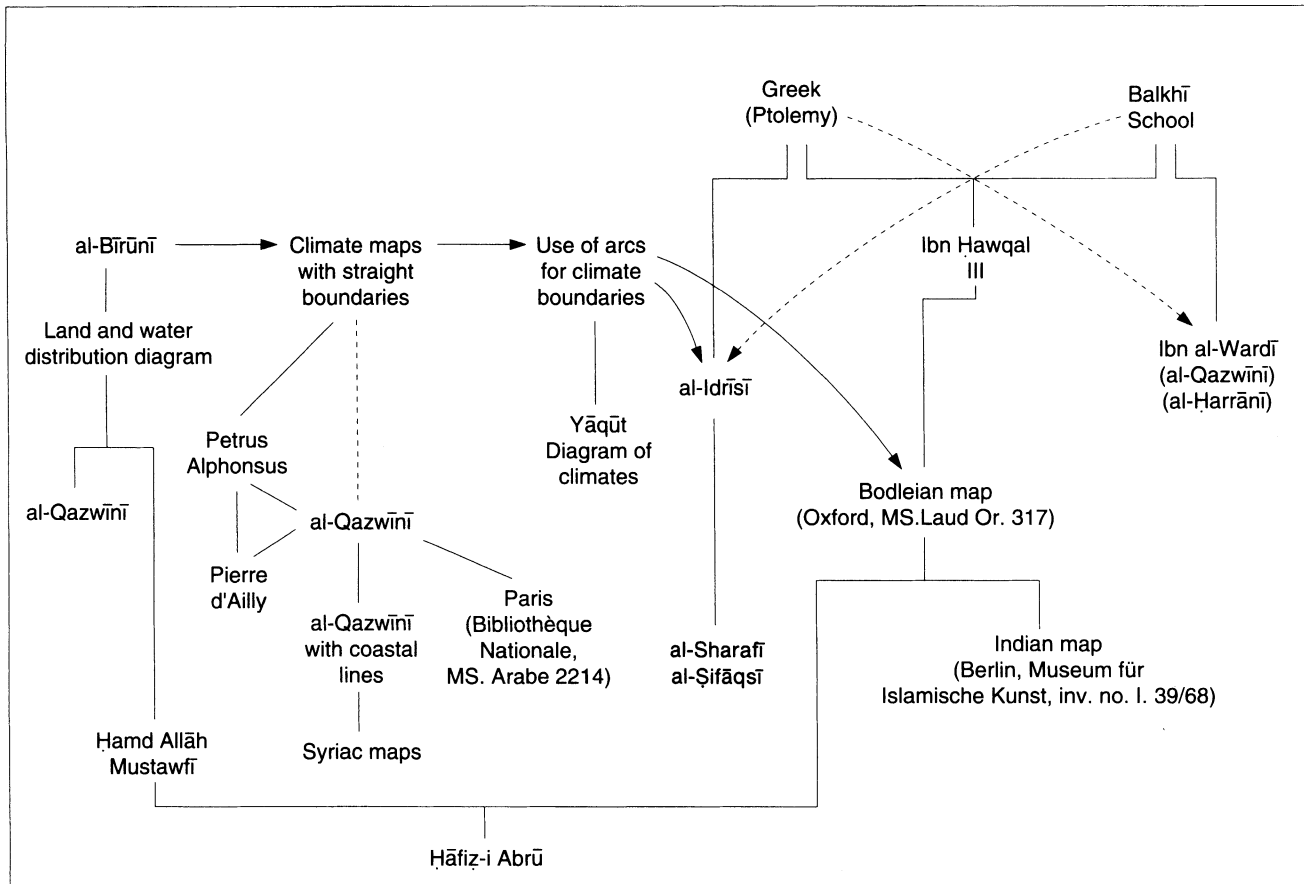 Greek
(Ptolemy)
Balkhī
School
al-Bīrūnī
Climate maps
with straight
boundaries
Use of arcs
for climate
boundaries
Ibn Ḥawqal
III
Land and water
distribution diagram
Ibn al-Wardī
(al-Qazwīnī)
(al-Ḥarrānī)
al-Idrīsī
Petrus
Alphonsus
Yāqūt
Diagram of
climates
al-Qazwīnī
al-Qazwīnī
Bodleian map
(Oxford, MS.Laud Or. 317)
Pierre
d'Ailly
al-Qazwīnī
with coastal
lines
Paris
(Bibliothèque
Nationale,
MS. Arabe 2214)
al-Sharafī
al-Ṣifāqsī
Indian map
(Berlin, Museum für
Islamische Kunst, inv. no. I. 39/68)
Ḥamd Allāh
Mustawfī
Syriac maps
Ḥāfiẓ-i Abrū